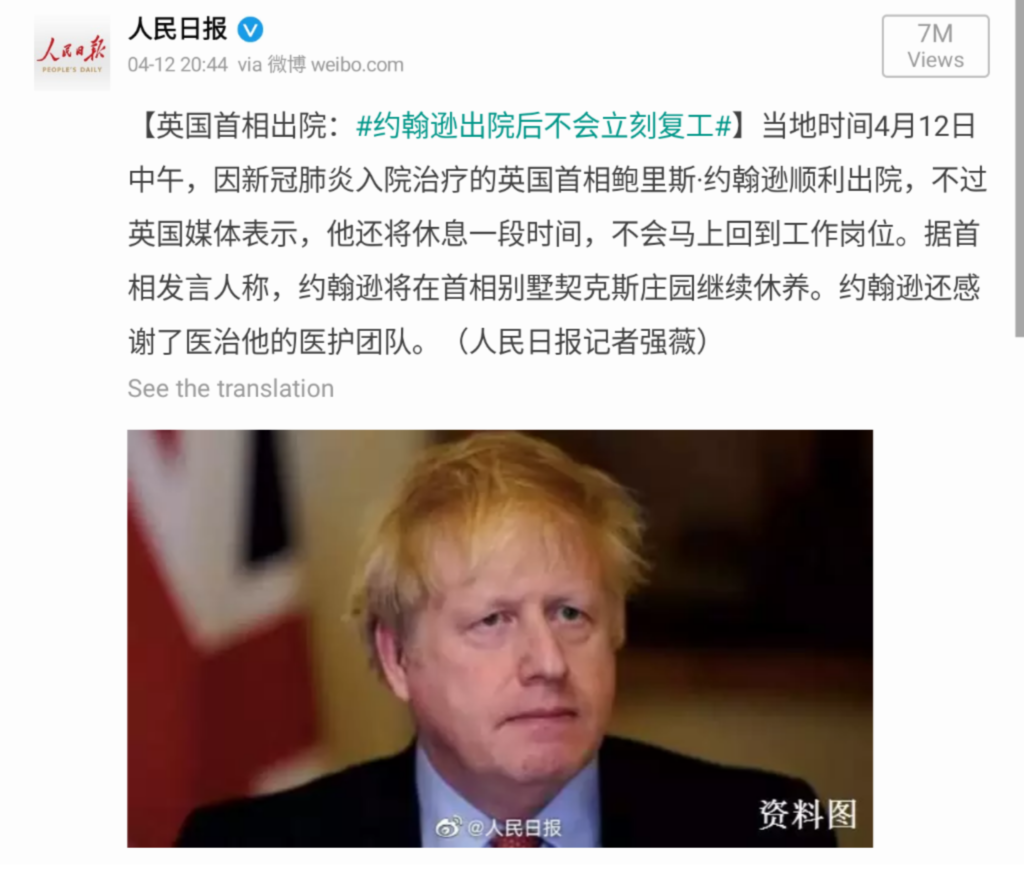 人民日报
PEOPLE'S DAILY
人民日报
04-12 20:44 via 微博 weibo.com
7M
Views
【英国首相出院：#约翰逊出院后不会立刻复工#】当地时间4月12日
中午，因新冠肺炎入院治疗的英国首相鲍里斯·约翰逊顺利出院，不过
英国媒体表示，他还将休息一段时间，不会马上回到工作岗位。据首
相发言人称，约翰逊将在首相别墅契克斯庄园继续休养。约翰逊还感
谢了医治他的医护团队。（人民日报记者强薇）
See the translation
@人民日报
资料图